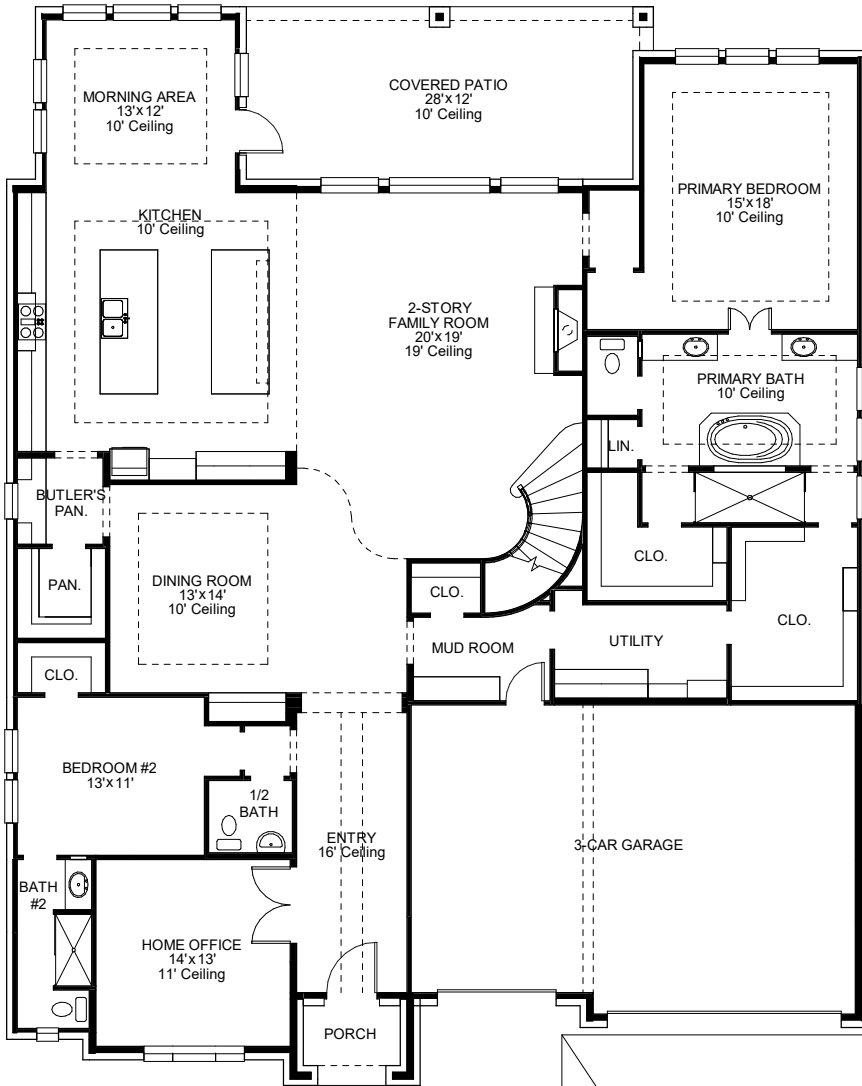 MORNING AREA
13'x12'
10' Ceiling
COVERED PATIO
28'x12'
10' Ceiling
PRIMARY BEDROOM
15'x18'
10' Ceiling
KITCHEN
10' Ceiling
2-STORY
FAMILY ROOM
20'x19'
19' Ceiling
PRIMARY BATH
10' Ceiling
LIN.
BUTLER'S
PAN.
PAN.
DINING ROOM
13'x14'
10' Ceiling
CLO.
CLO.
CLO.
MUD ROOM
UTILITY
CLO.
BEDROOM #2
13'x11'
1/2
BATH
ENTRY
16' Ceiling
3-CAR GARAGE
BATH
#2
HOME OFFICE
14'x13'
11' Ceiling
PORCH